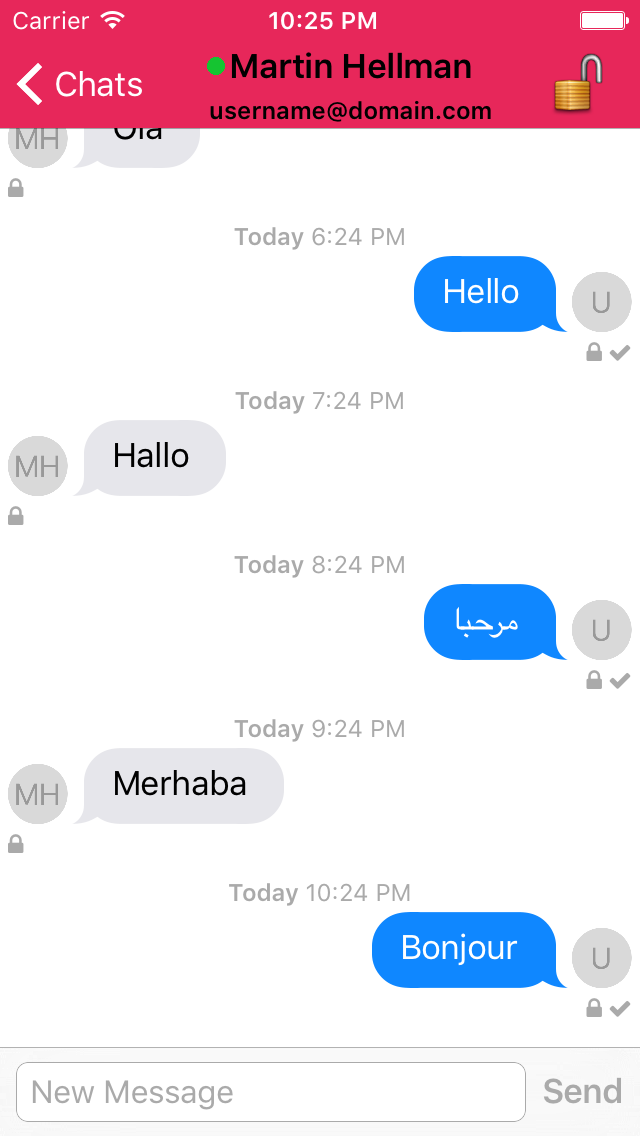 Carrier 10:25 PM
Chats
Martin Hellman
username@domain.com
MH
Olá
Today 6:24 PM
Hello
U
Today 7:24 PM
Hallo
MH
Today 8:24 PM
مرحبا
U
Today 9:24 PM
Merhaba
MH
Today 10:24 PM
Bonjour
U
New Message
Send